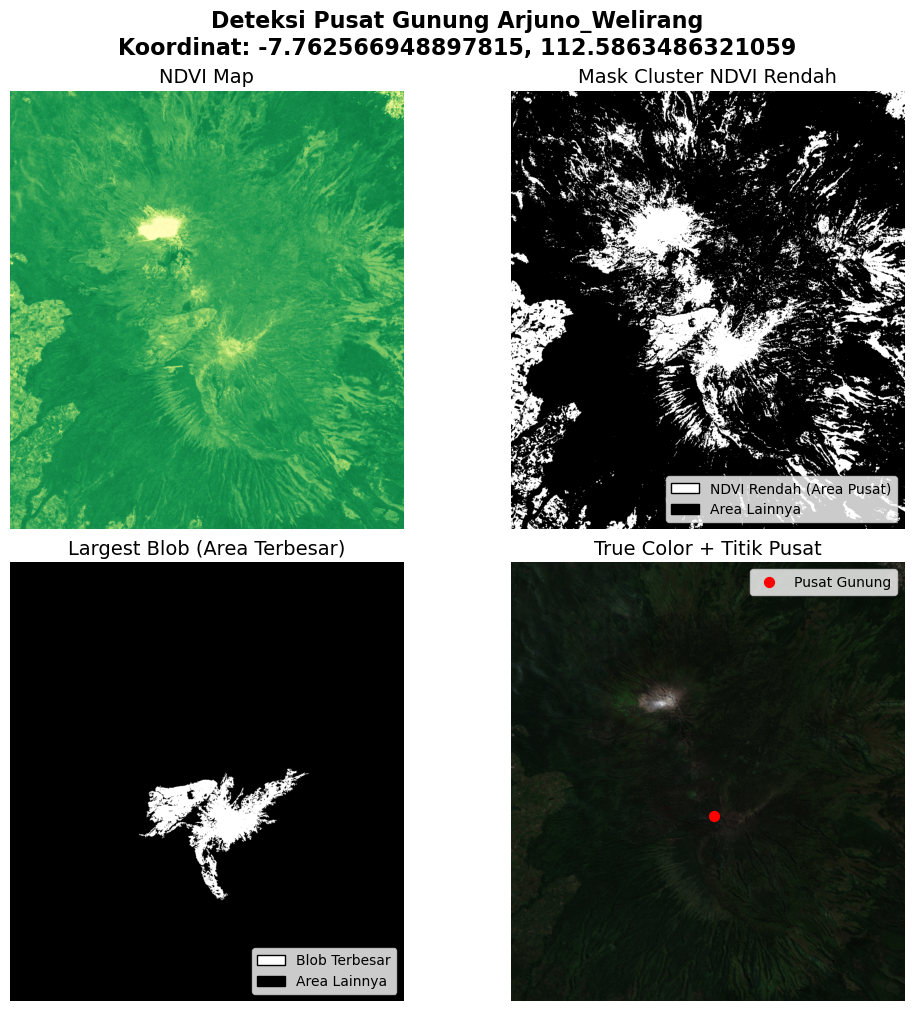 Deteksi Pusat Gunung Arjuno_Welirang
Koordinat: -7.762566948897815, 112.5863486321059
NDVI Map
Mask Cluster NDVI Rendah
NDVI Rendah (Area Pusat)
Area Lainnya
Largest Blob (Area Terbesar)
True Color + Titik Pusat
Pusat Gunung
Blob Terbesar
Area Lainnya